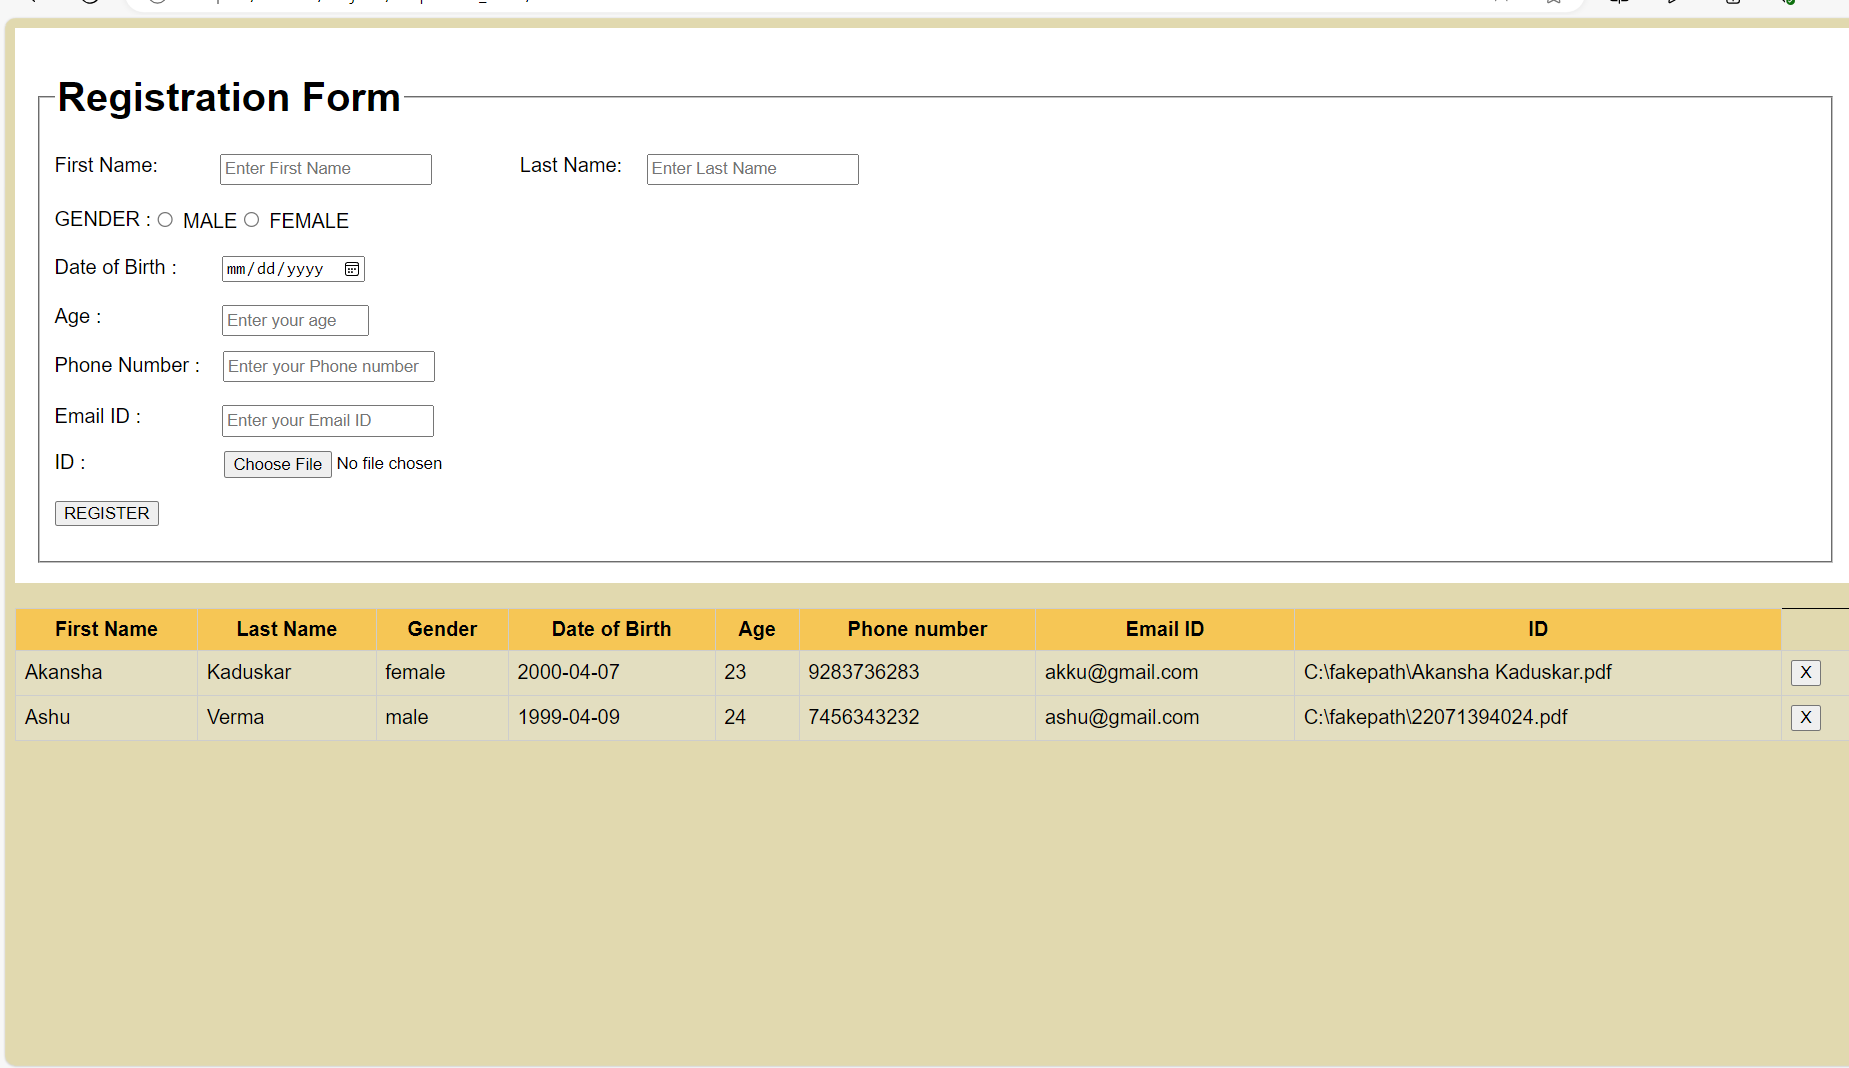 Registration Form
First Name: Enter First Name Last Name: Enter Last Name
GENDER : MALE FEMALE
Date of Birth : mm/dd/yyyy
Age : Enter your age
Phone Number : Enter your Phone number
Email ID : Enter your Email ID
ID : Choose File No file chosen
REGISTER
First Name Last Name Gender Date of Birth Age Phone number Email ID ID
Akansha Kaduskar female 2000-04-07 23 9283736283 akku@gmail.com C:\fakepath\Akansha Kaduskar.pdf X
Ashu Verma male 1999-04-09 24 7456343232 ashu@gmail.com C:\fakepath\22071394024.pdf X